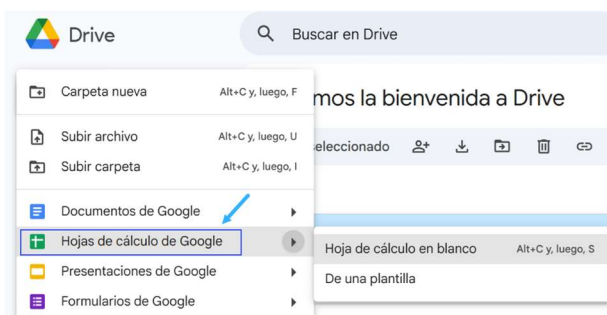 Drive
Buscar en Drive
Carpeta nueva Alt+C y, luego, F
mos la bienvenida a Drive
Subir archivo Alt+C y, luego, U
eleccionado
Subir carpeta Alt+C y, luego, I
Documentos de Google
Hojas de cálculo de Google
Hoja de cálculo en blanco Alt+C y, luego, S
Presentaciones de Google
De una plantilla
Formularios de Google